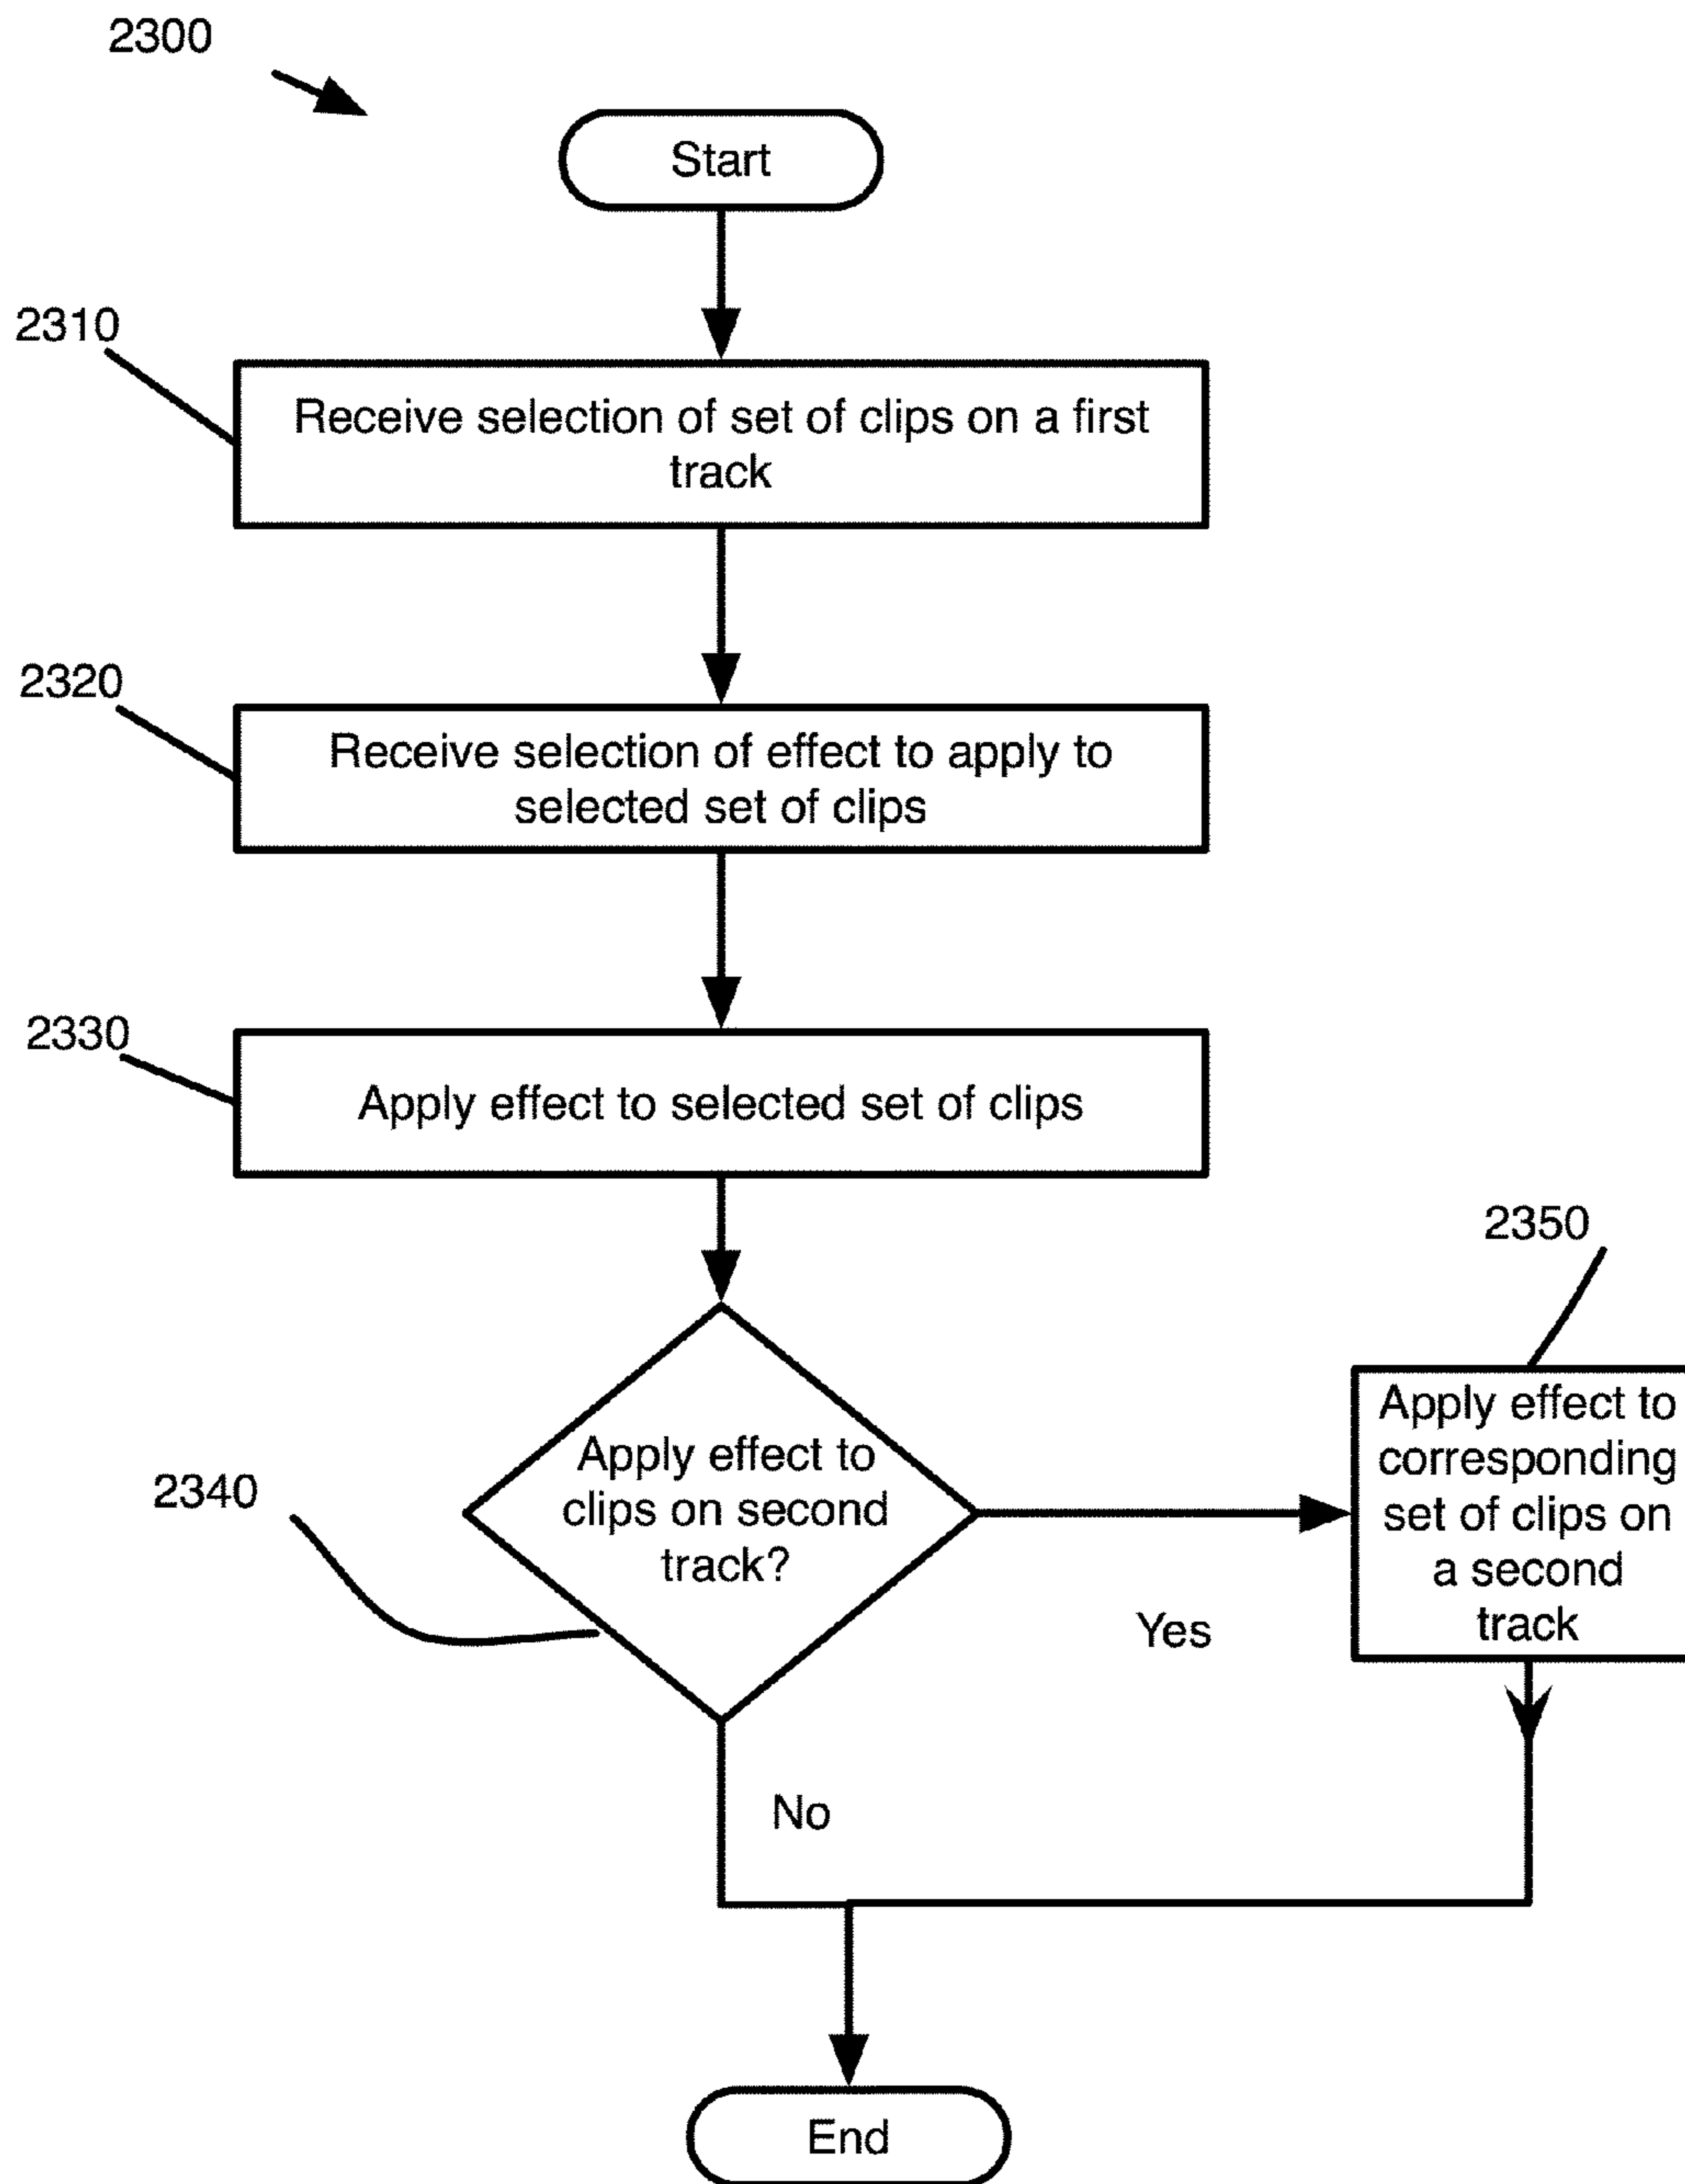 2300
Start
2310
Receive selection of set of clips on a first
track
2320
Receive selection of effect to apply to
selected set of clips
2330
Apply effect to selected set of clips
2350
Apply effect to
clips on second
track?
2340
Apply effect to
corresponding
set of clips on
a second
track
Yes
No
End